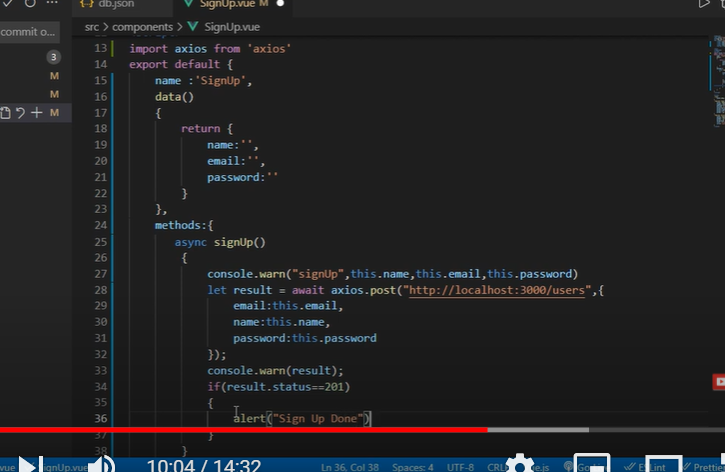 db.json
SignUp.vue M
src > components > SignUp.vue
commit o...
3
M
M
M
13 import axios from 'axios'
14 export default {
15 name :'SignUp',
16 data()
17 {
18 return {
19 name:'',
20 email:'',
21 password:''
22 }
23 },
24 methods:{
25 async signUp()
26 {
27 console.warn("signUp",this.name,this.email,this.password)
28 let result = await axios.post("http://localhost:3000/users",{
29 email:this.email,
30 name:this.name,
31 password:this.password
32 });
33 console.warn(result);
34 if(result.status==201)
35 {
36 alert("Sign Up Done")
37 }
38 }
10:04 / 14:32
Ln 36, Col 38 Spaces: 4 UTF-8 ESLint Prettier